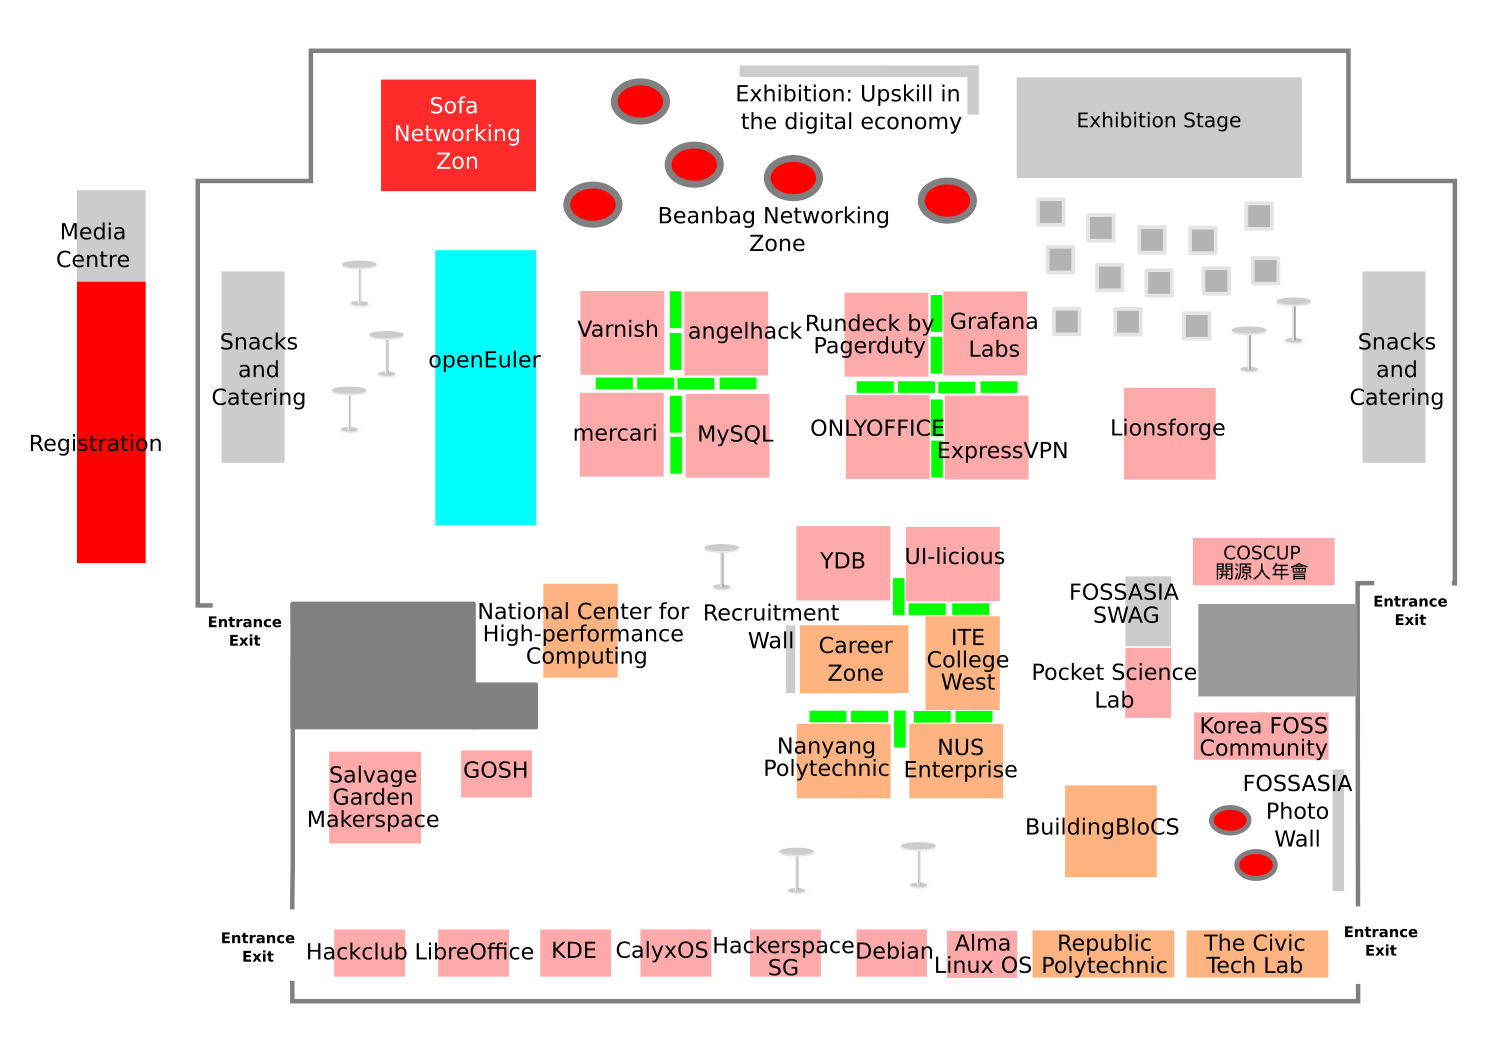 Sofa
Networking
Zon
Exhibition: Upskill in
the digital economy
Exhibition Stage
Beanbag Networking
Zone
Media
Centre
Registration
Snacks
and
Catering
openEuler
Varnish
angelhack
Rundeck by
Pagerduty
Grafana
Labs
mercari
MySQL
ONLYOFFICE
ExpressVPN
Lionsforge
Snacks
and
Catering
YDB
UI-licious
COSCUP
開源人年會
Entrance
Exit
National Center for
High-performance
Computing
Recruitment
Wall
Career
Zone
ITE
College
West
FOSSASIA
SWAG
Entrance
Exit
Pocket Science
Lab
Korea FOSS
Community
Nanyang
Polytechnic
NUS
Enterprise
Salvage
Garden
Makerspace
GOSH
BuildingBloCS
FOSSASIA
Photo
Wall
Entrance
Exit
Hackclub
LibreOffice
KDE
CalyxOS
Hackerspace
SG
Debian
Alma
Linux OS
Republic
Polytechnic
The Civic
Tech Lab
Entrance
Exit